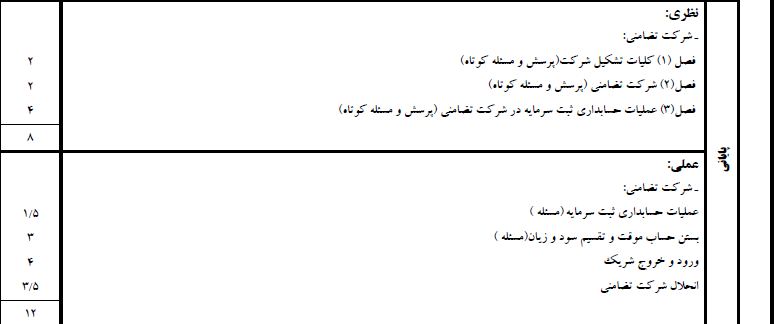 پایانی
نظری:
ـ شرکت تضامنی:
فصل (۱) کلیات تشکیل شرکت(پرسش و مسئله کوتاه) ۲
فصل(۲) شرکت تضامنی (پرسش و مسئله کوتاه) ۲
فصل(۳) عملیات حسابداری ثبت سرمایه در شرکت تضامنی (پرسش و مسئله کوتاه) ۴
۸
عملی:
ـ شرکت تضامنی:
عملیات حسابداری ثبت سرمایه (مسئله ) ۱/۵
بستن حساب موقت و تقسیم سود و زیان(مسئله ) ۳
ورود و خروج شریک ۴
انحلال شرکت تضامنی ۳/۵
۱۲